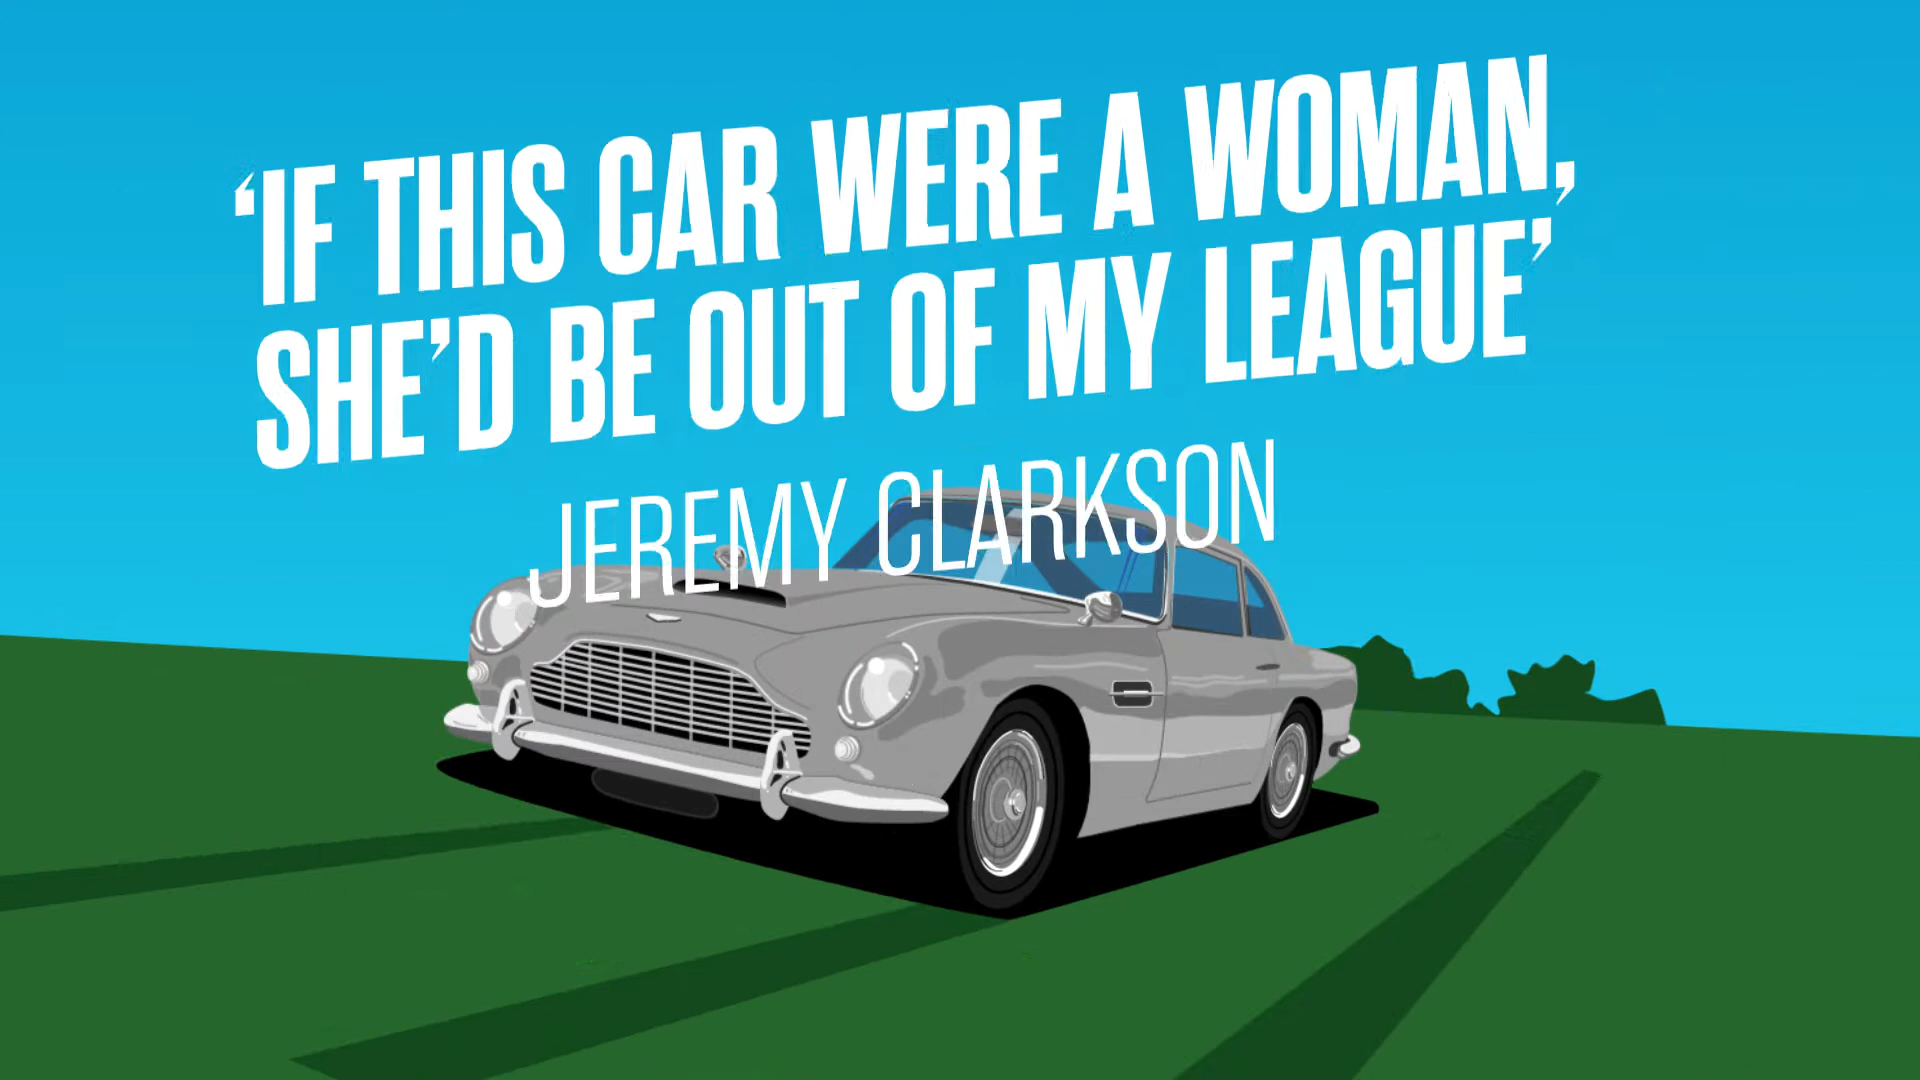 ‘IF THIS CAR WERE A WOMAN,
SHE’D BE OUT OF MY LEAGUE’
JEREMY CLARKSON